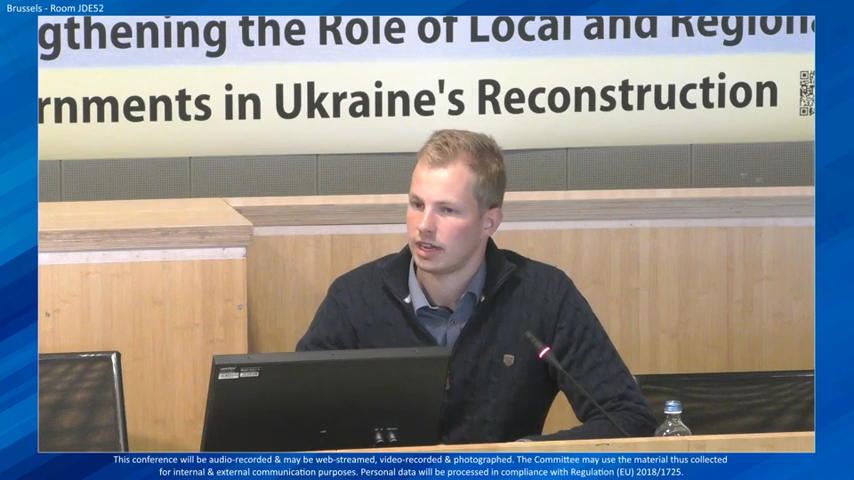 Brussels - Room JDE52
gthening the Role of Local and Regiona
rnments in Ukraine's Reconstruction
This conference will be audio-recorded & may be web-streamed, video-recorded & photographed. The Committee may use the material thus collected
for internal & external communication purposes. Personal data will be processed in compliance with Regulation (EU) 2018/1725.